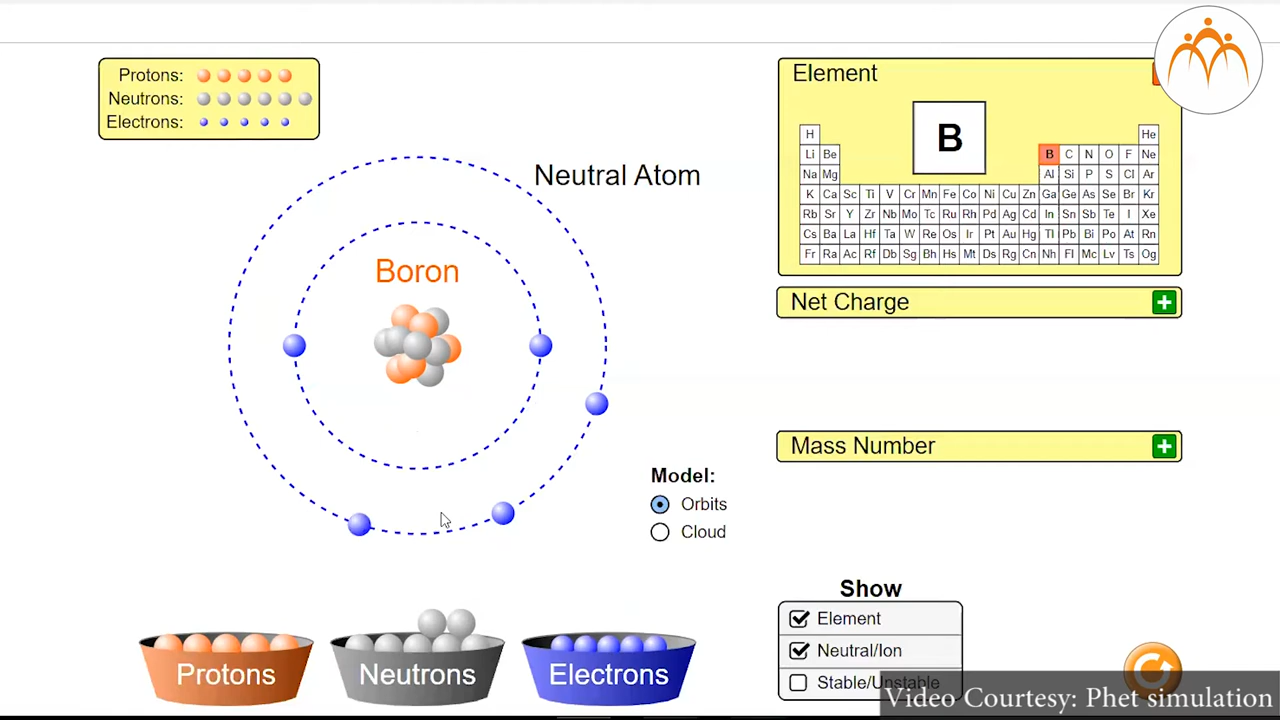 Protons:
Neutrons:
Electrons:
Neutral Atom
Boron
Element
B
H He
Li Be B C N O F Ne
Na Mg Al Si P S Cl Ar
K Ca Sc Ti V Cr Mn Fe Co Ni Cu Zn Ga Ge As Se Br Kr
Rb Sr Y Zr Nb Mo Tc Ru Rh Pd Ag Cd In Sn Sb Te I Xe
Cs Ba La Hf Ta W Re Os Ir Pt Au Hg Tl Pb Bi Po At Rn
Fr Ra Ac Rf Db Sg Bh Hs Mt Ds Rg Cn Nh Fl Mc Lv Ts Og
Net Charge
Mass Number
Model:
Orbits
Cloud
Show
Element
Neutral/Ion
Stable/Unstable
Protons
Neutrons
Electrons
Video Courtesy: Phet simulation